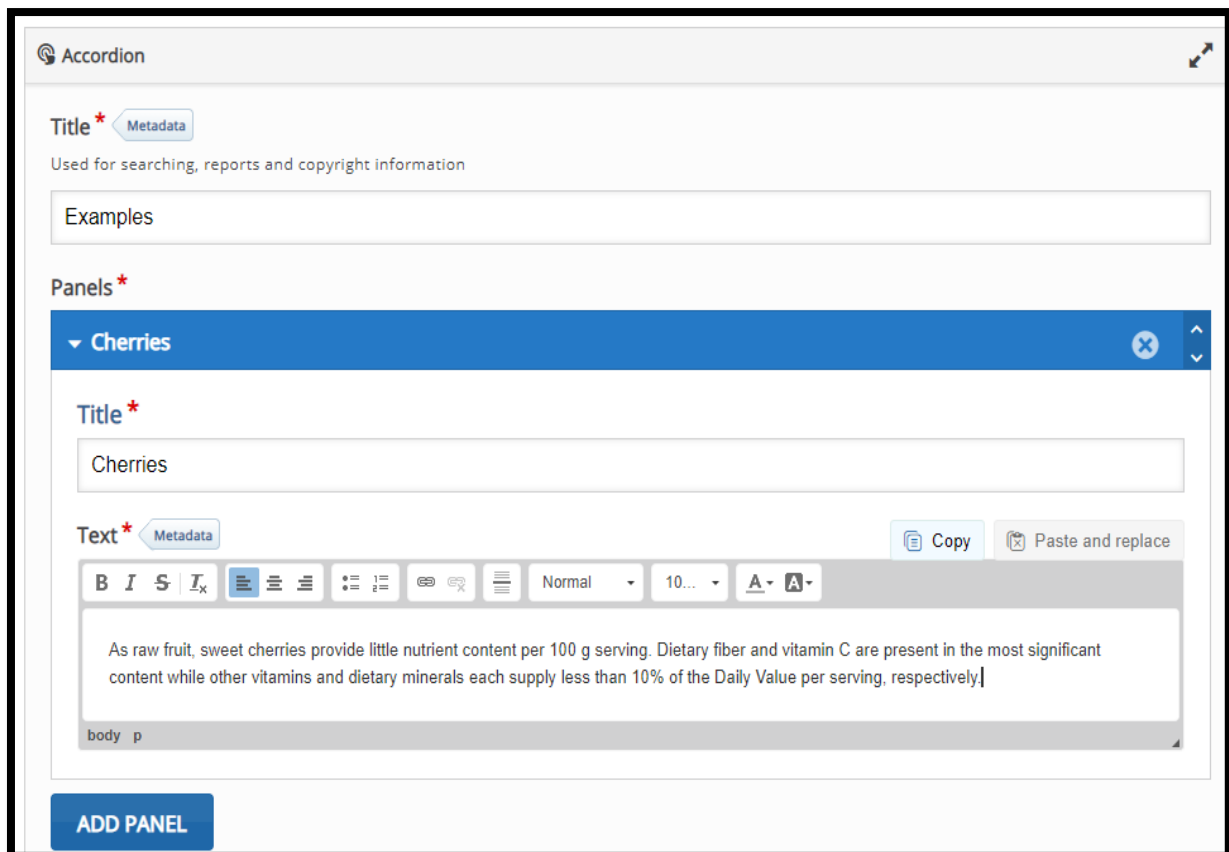 Accordion
Title *
Metadata
Used for searching, reports and copyright information
Examples
Panels *
Cherries
Title *
Cherries
Text *
Metadata
Copy
Paste and replace
B I S Ix
Normal
10...
A A
As raw fruit, sweet cherries provide little nutrient content per 100 g serving. Dietary fiber and vitamin C are present in the most significant
content while other vitamins and dietary minerals each supply less than 10% of the Daily Value per serving, respectively.
body p
ADD PANEL